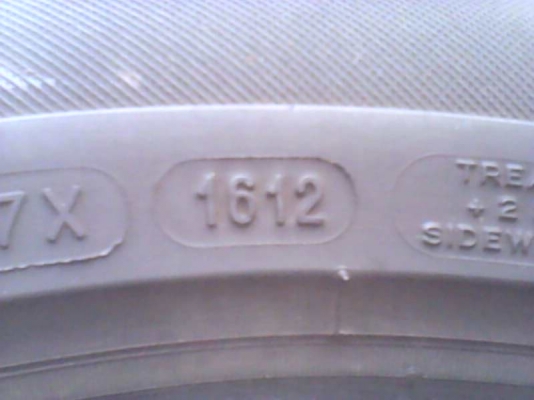 7X
1612
TREA
+ 2
SIDEW